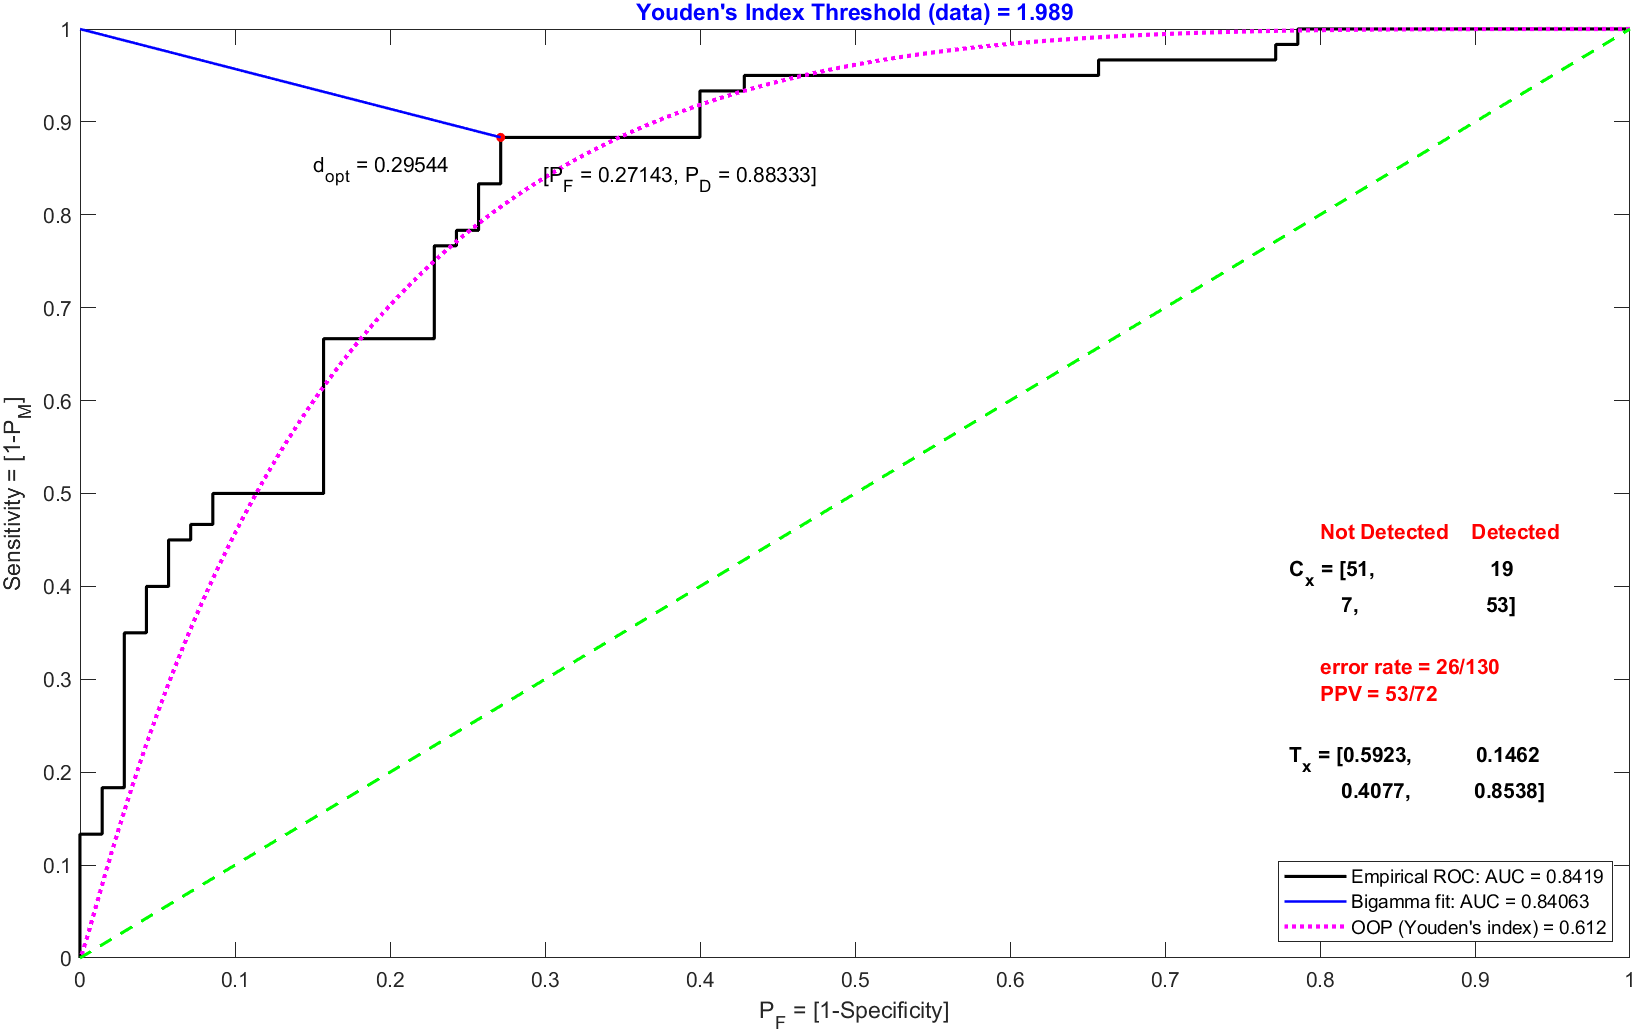 Youden's Index Threshold (data) = 1.989
1
0.9
0.8
0.7
0.6
0.5
0.4
0.3
0.2
0.1
0
Sensitivity = [1-P_M]
d_opt = 0.29544
[P_F = 0.27143, P_D = 0.88333]
Not Detected Detected
C_x = [51, 19
7, 53]
error rate = 26/130
PPV = 53/72
T_x = [0.5923, 0.1462
0.4077, 0.8538]
Empirical ROC: AUC = 0.8419
Bigamma fit: AUC = 0.84063
OOP (Youden's index) = 0.612
0 0.1 0.2 0.3 0.4 0.5 0.6 0.7 0.8 0.9 1
P_F = [1-Specificity]